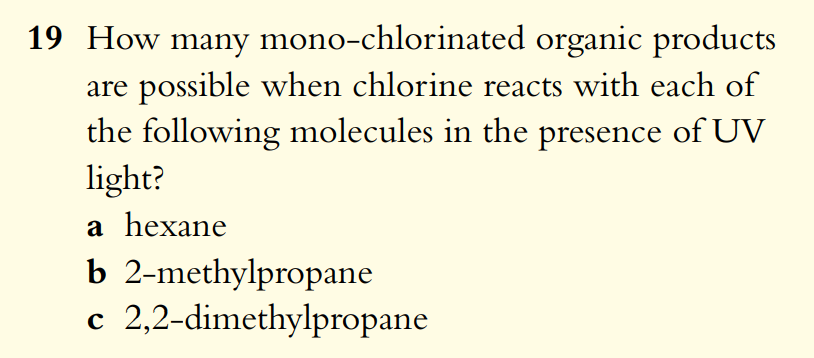 19 How many mono-chlorinated organic products
are possible when chlorine reacts with each of
the following molecules in the presence of UV
light?
a hexane
b 2-methylpropane
c 2,2-dimethylpropane